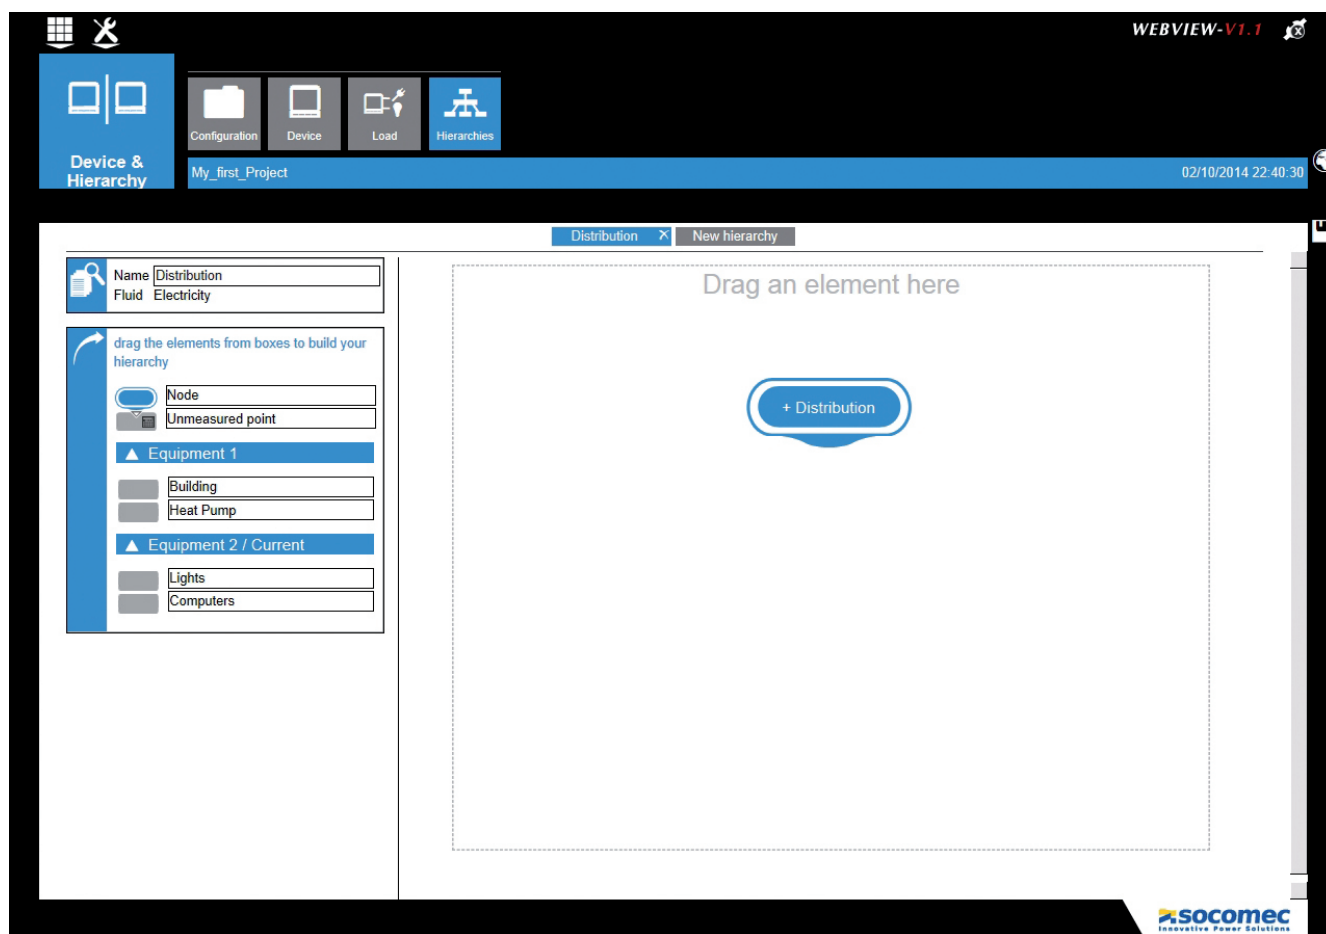 WEBVIEW-V1.1
Configuration
Device
Load
Hierarchies
Device &
Hierarchy
My_first_Project
02/10/2014 22:40:30
Distribution
New hierarchy
Name Distribution
Fluid Electricity
drag the elements from boxes to build your
hierarchy
Node
Unmeasured point
Equipment 1
Building
Heat Pump
Equipment 2 / Current
Lights
Computers
Drag an element here
+ Distribution
socomec
Innovative Power Solutions